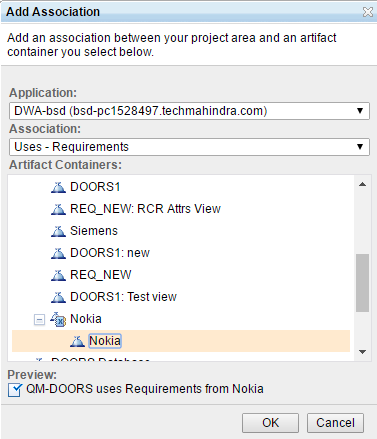 Add Association
Add an association between your project area and an artifact
container you select below.
Application:
DWA-bsd (bsd-pc1528497.techmahindra.com)
Association:
Uses - Requirements
Artifact Containers:
DOORS1
REQ_NEW: RCR Attrs View
Siemens
DOORS1: new
REQ_NEW
DOORS1: Test view
Nokia
Nokia
DOORS Database
Preview:
QM-DOORS uses Requirements from Nokia
OK
Cancel